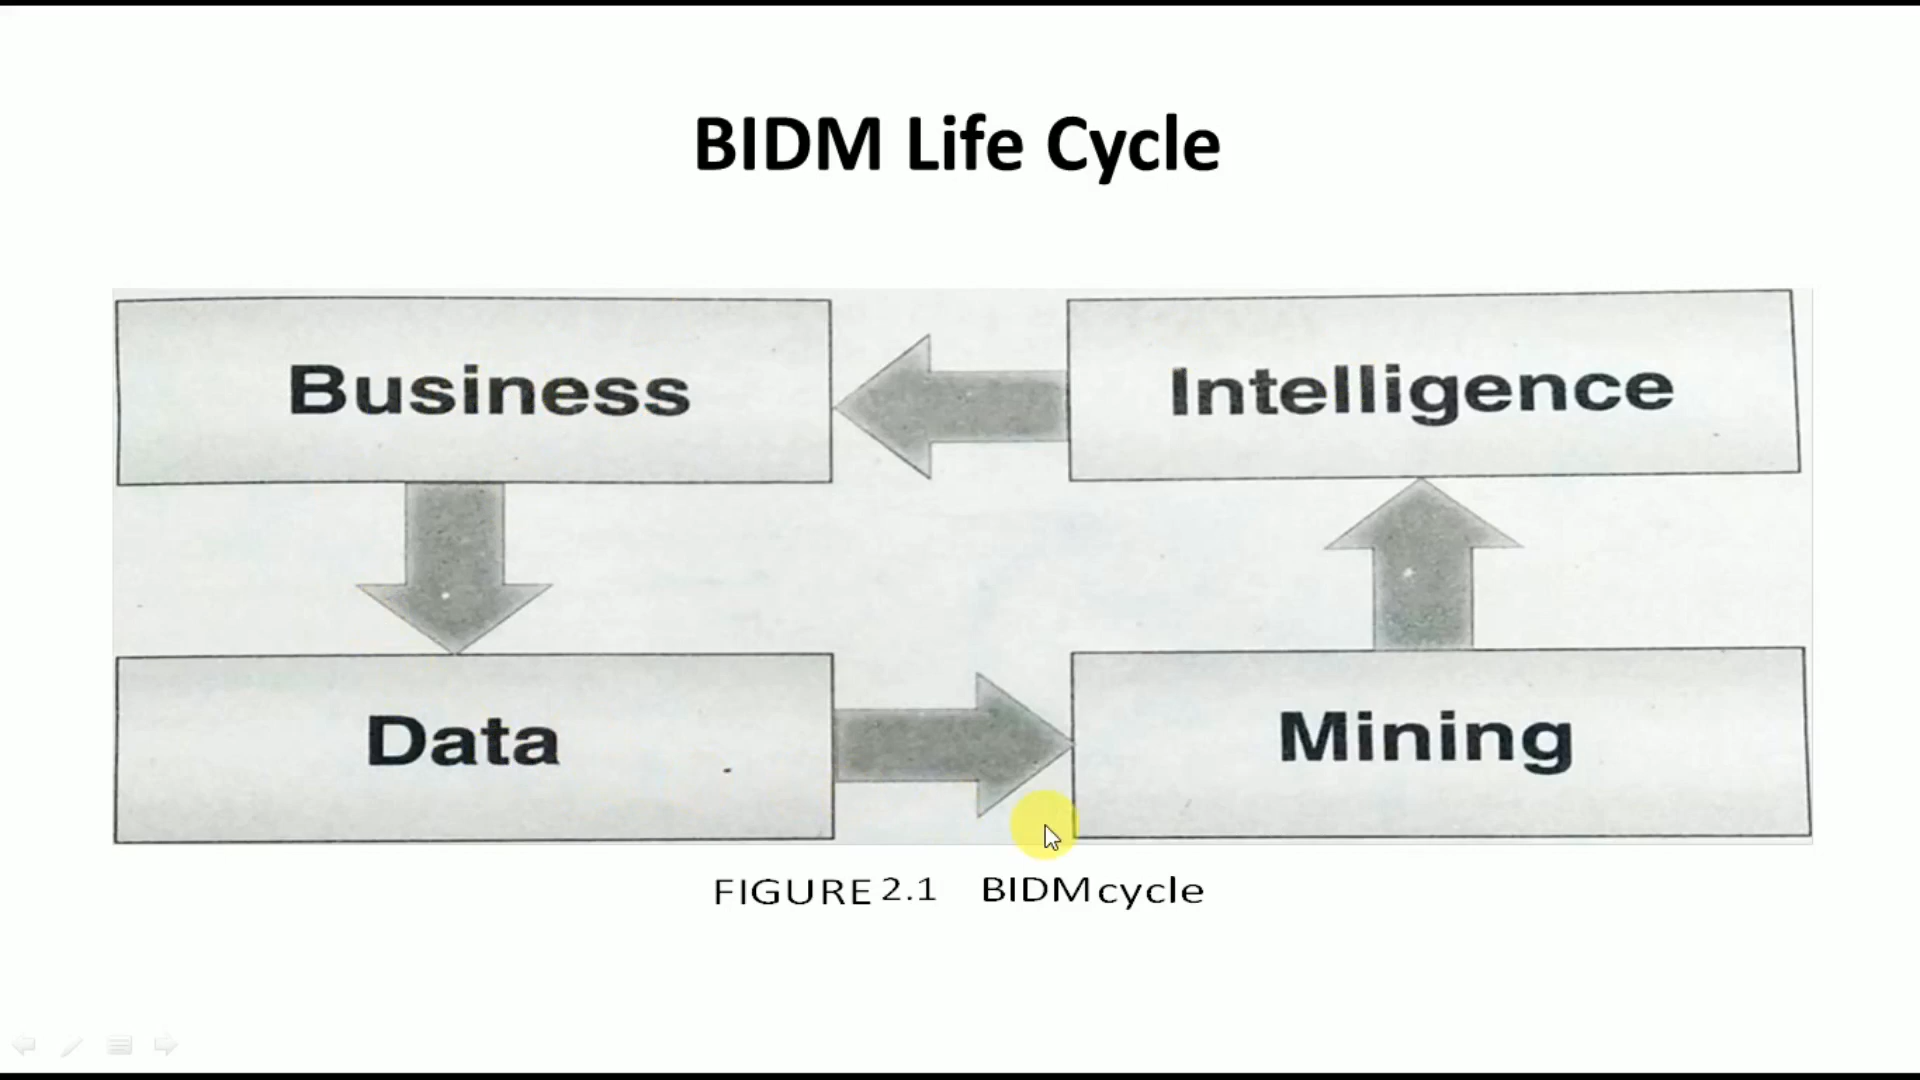 BIDM Life Cycle
Business
Intelligence
Data
Mining
FIGURE 2.1 BIDM cycle